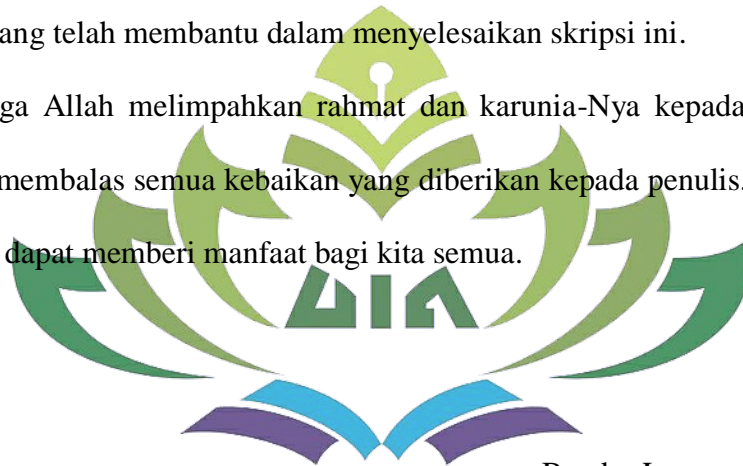 ang telah membantu dalam menyelesaikan skripsi ini.
ga Allah melimpahkan rahmat dan karunia-Nya kepada
membalas semua kebaikan yang diberikan kepada penulis.
dapat memberi manfaat bagi kita semua.